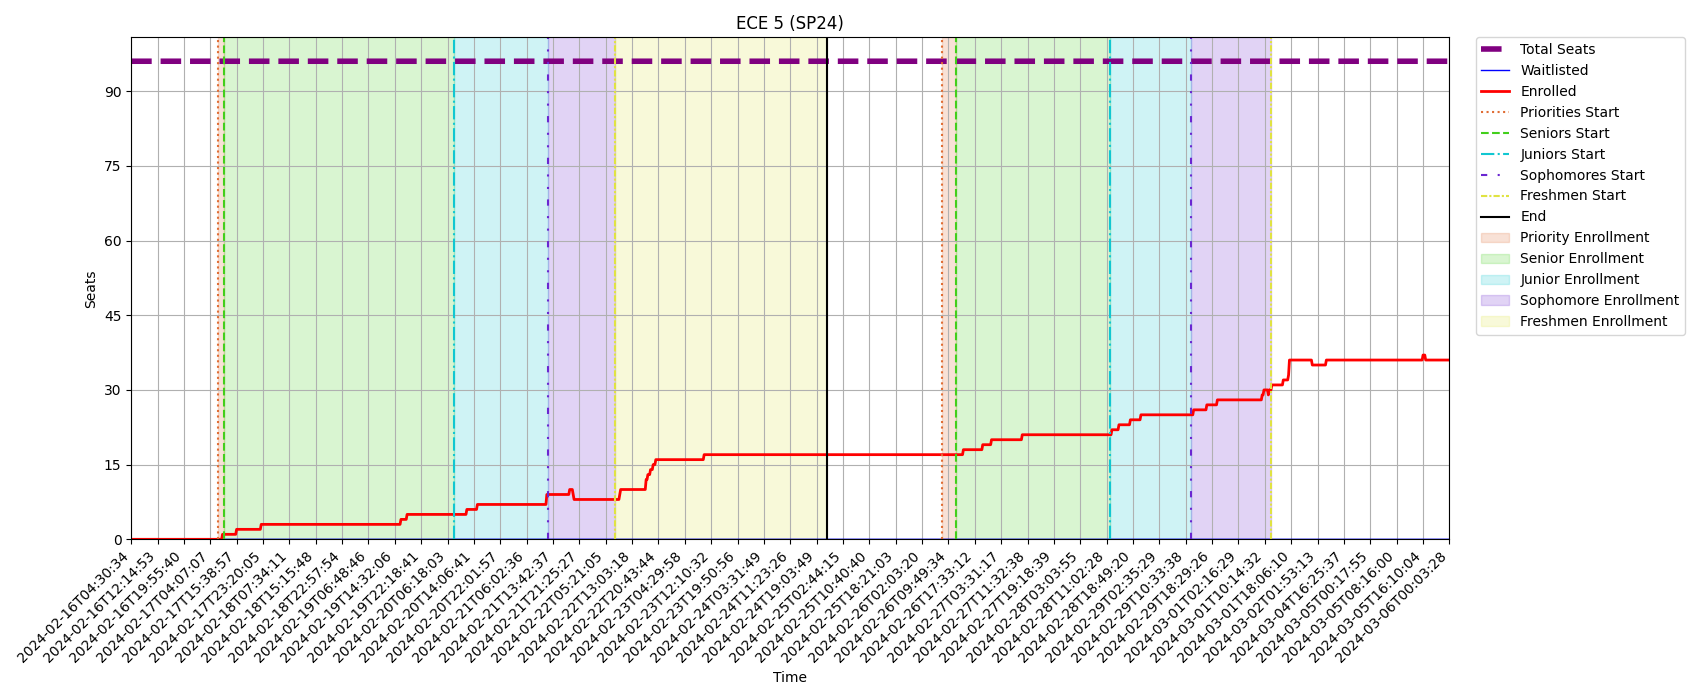 ECE 5 (SP24)
Total Seats
Waitlisted
Enrolled
Priorities Start
Seniors Start
Juniors Start
Sophomores Start
Freshmen Start
End
Priority Enrollment
Senior Enrollment
Junior Enrollment
Sophomore Enrollment
Freshmen Enrollment
Seats
90
75
60
45
30
15
0
2024-02-16T04:30:34
2024-02-16T12:14:53
2024-02-16T19:55:40
2024-02-17T04:07:07
2024-02-17T15:38:57
2024-02-17T23:20:05
2024-02-18T07:34:11
2024-02-18T15:15:48
2024-02-18T22:57:54
2024-02-19T06:48:46
2024-02-19T14:32:06
2024-02-19T22:18:41
2024-02-20T06:18:03
2024-02-20T14:06:41
2024-02-20T22:01:57
2024-02-21T06:02:36
2024-02-21T13:42:37
2024-02-21T21:25:27
2024-02-22T05:21:05
2024-02-22T13:03:18
2024-02-22T20:43:44
2024-02-23T04:29:58
2024-02-23T12:10:32
2024-02-23T19:50:56
2024-02-24T03:31:49
2024-02-24T11:23:26
2024-02-24T19:03:49
2024-02-25T02:44:15
2024-02-25T10:40:40
2024-02-25T18:21:03
2024-02-26T02:03:20
2024-02-26T09:49:34
2024-02-26T17:33:12
2024-02-27T03:31:17
2024-02-27T11:32:38
2024-02-27T19:18:39
2024-02-28T03:03:55
2024-02-28T11:02:28
2024-02-28T18:49:20
2024-02-29T02:35:29
2024-02-29T10:33:38
2024-02-29T18:29:26
2024-03-01T02:16:29
2024-03-01T10:14:32
2024-03-01T18:06:10
2024-03-02T01:53:13
2024-03-04T16:25:37
2024-03-05T00:17:55
2024-03-05T08:16:00
2024-03-05T16:10:04
2024-03-06T00:03:28
Time